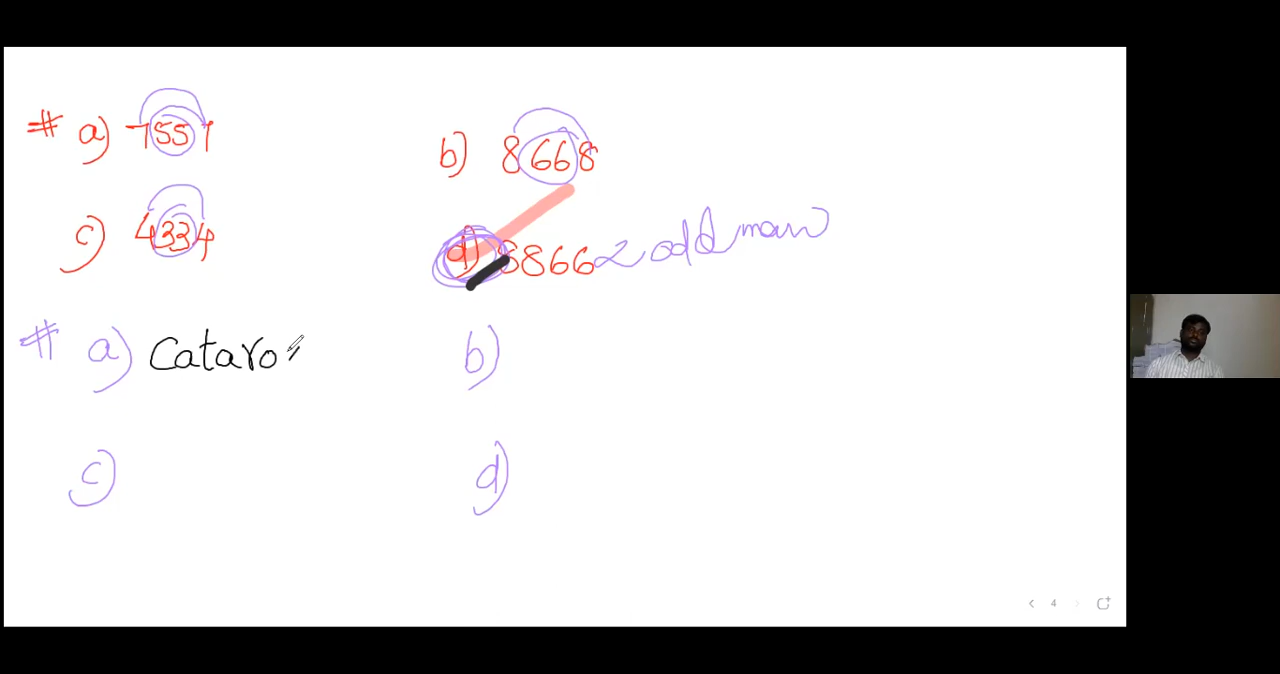 # a) 7557 b) 8668
c) 4334 d) 8866 odd man
# a) cataro b)
c) d)
4